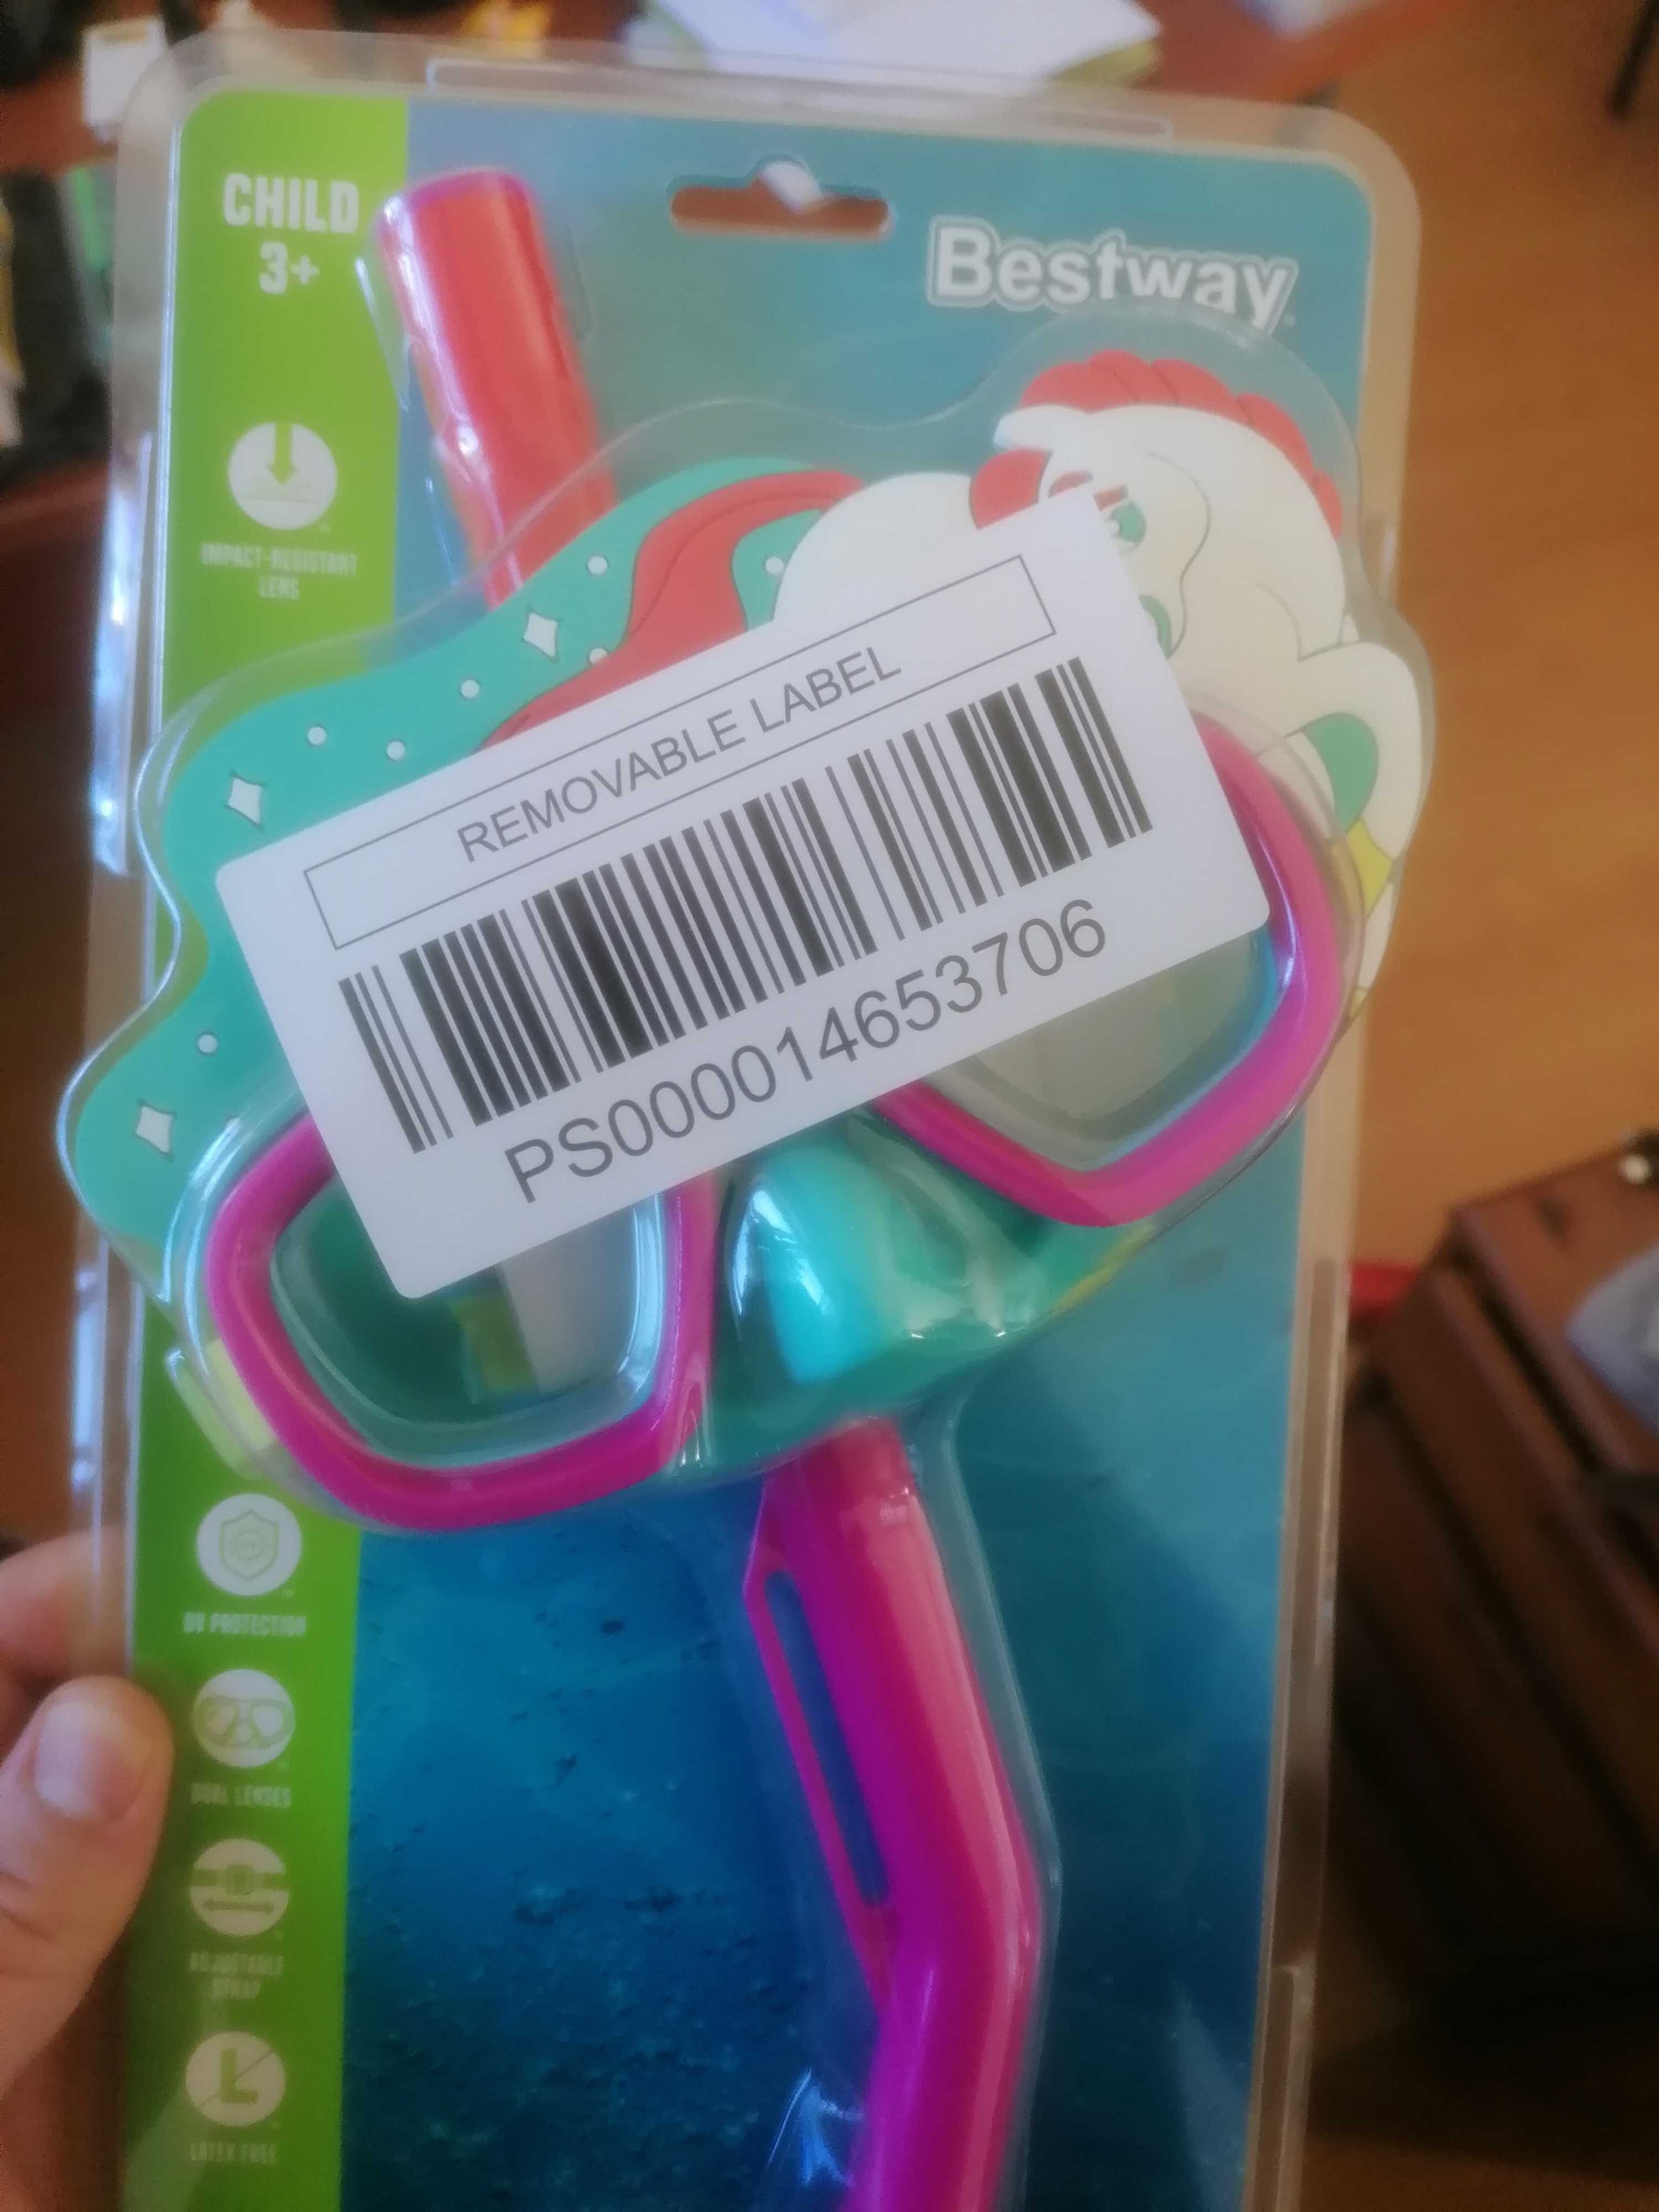 CHILD
3+
Bestway
IMPACT-RESISTANT
LENS
REMOVABLE LABEL
PS000014653706
UV PROTECTION
DUAL LENSES
ADJUSTABLE
STRAP
LATEX FREE